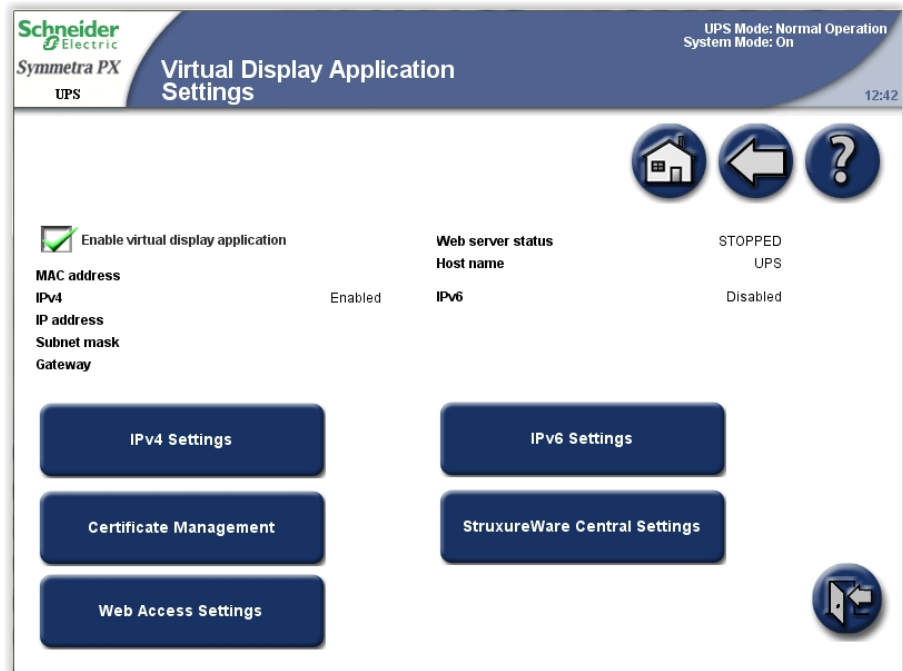 Schneider
Electric
Symmetra PX
UPS
Virtual Display Application
Settings
UPS Mode: Normal Operation
System Mode: On
12:42
?
Enable virtual display application
Web server status STOPPED
Host name UPS
MAC address
IPv4 Enabled
IPv6 Disabled
IP address
Subnet mask
Gateway
IPv4 Settings
IPv6 Settings
Certificate Management
StruxureWare Central Settings
Web Access Settings